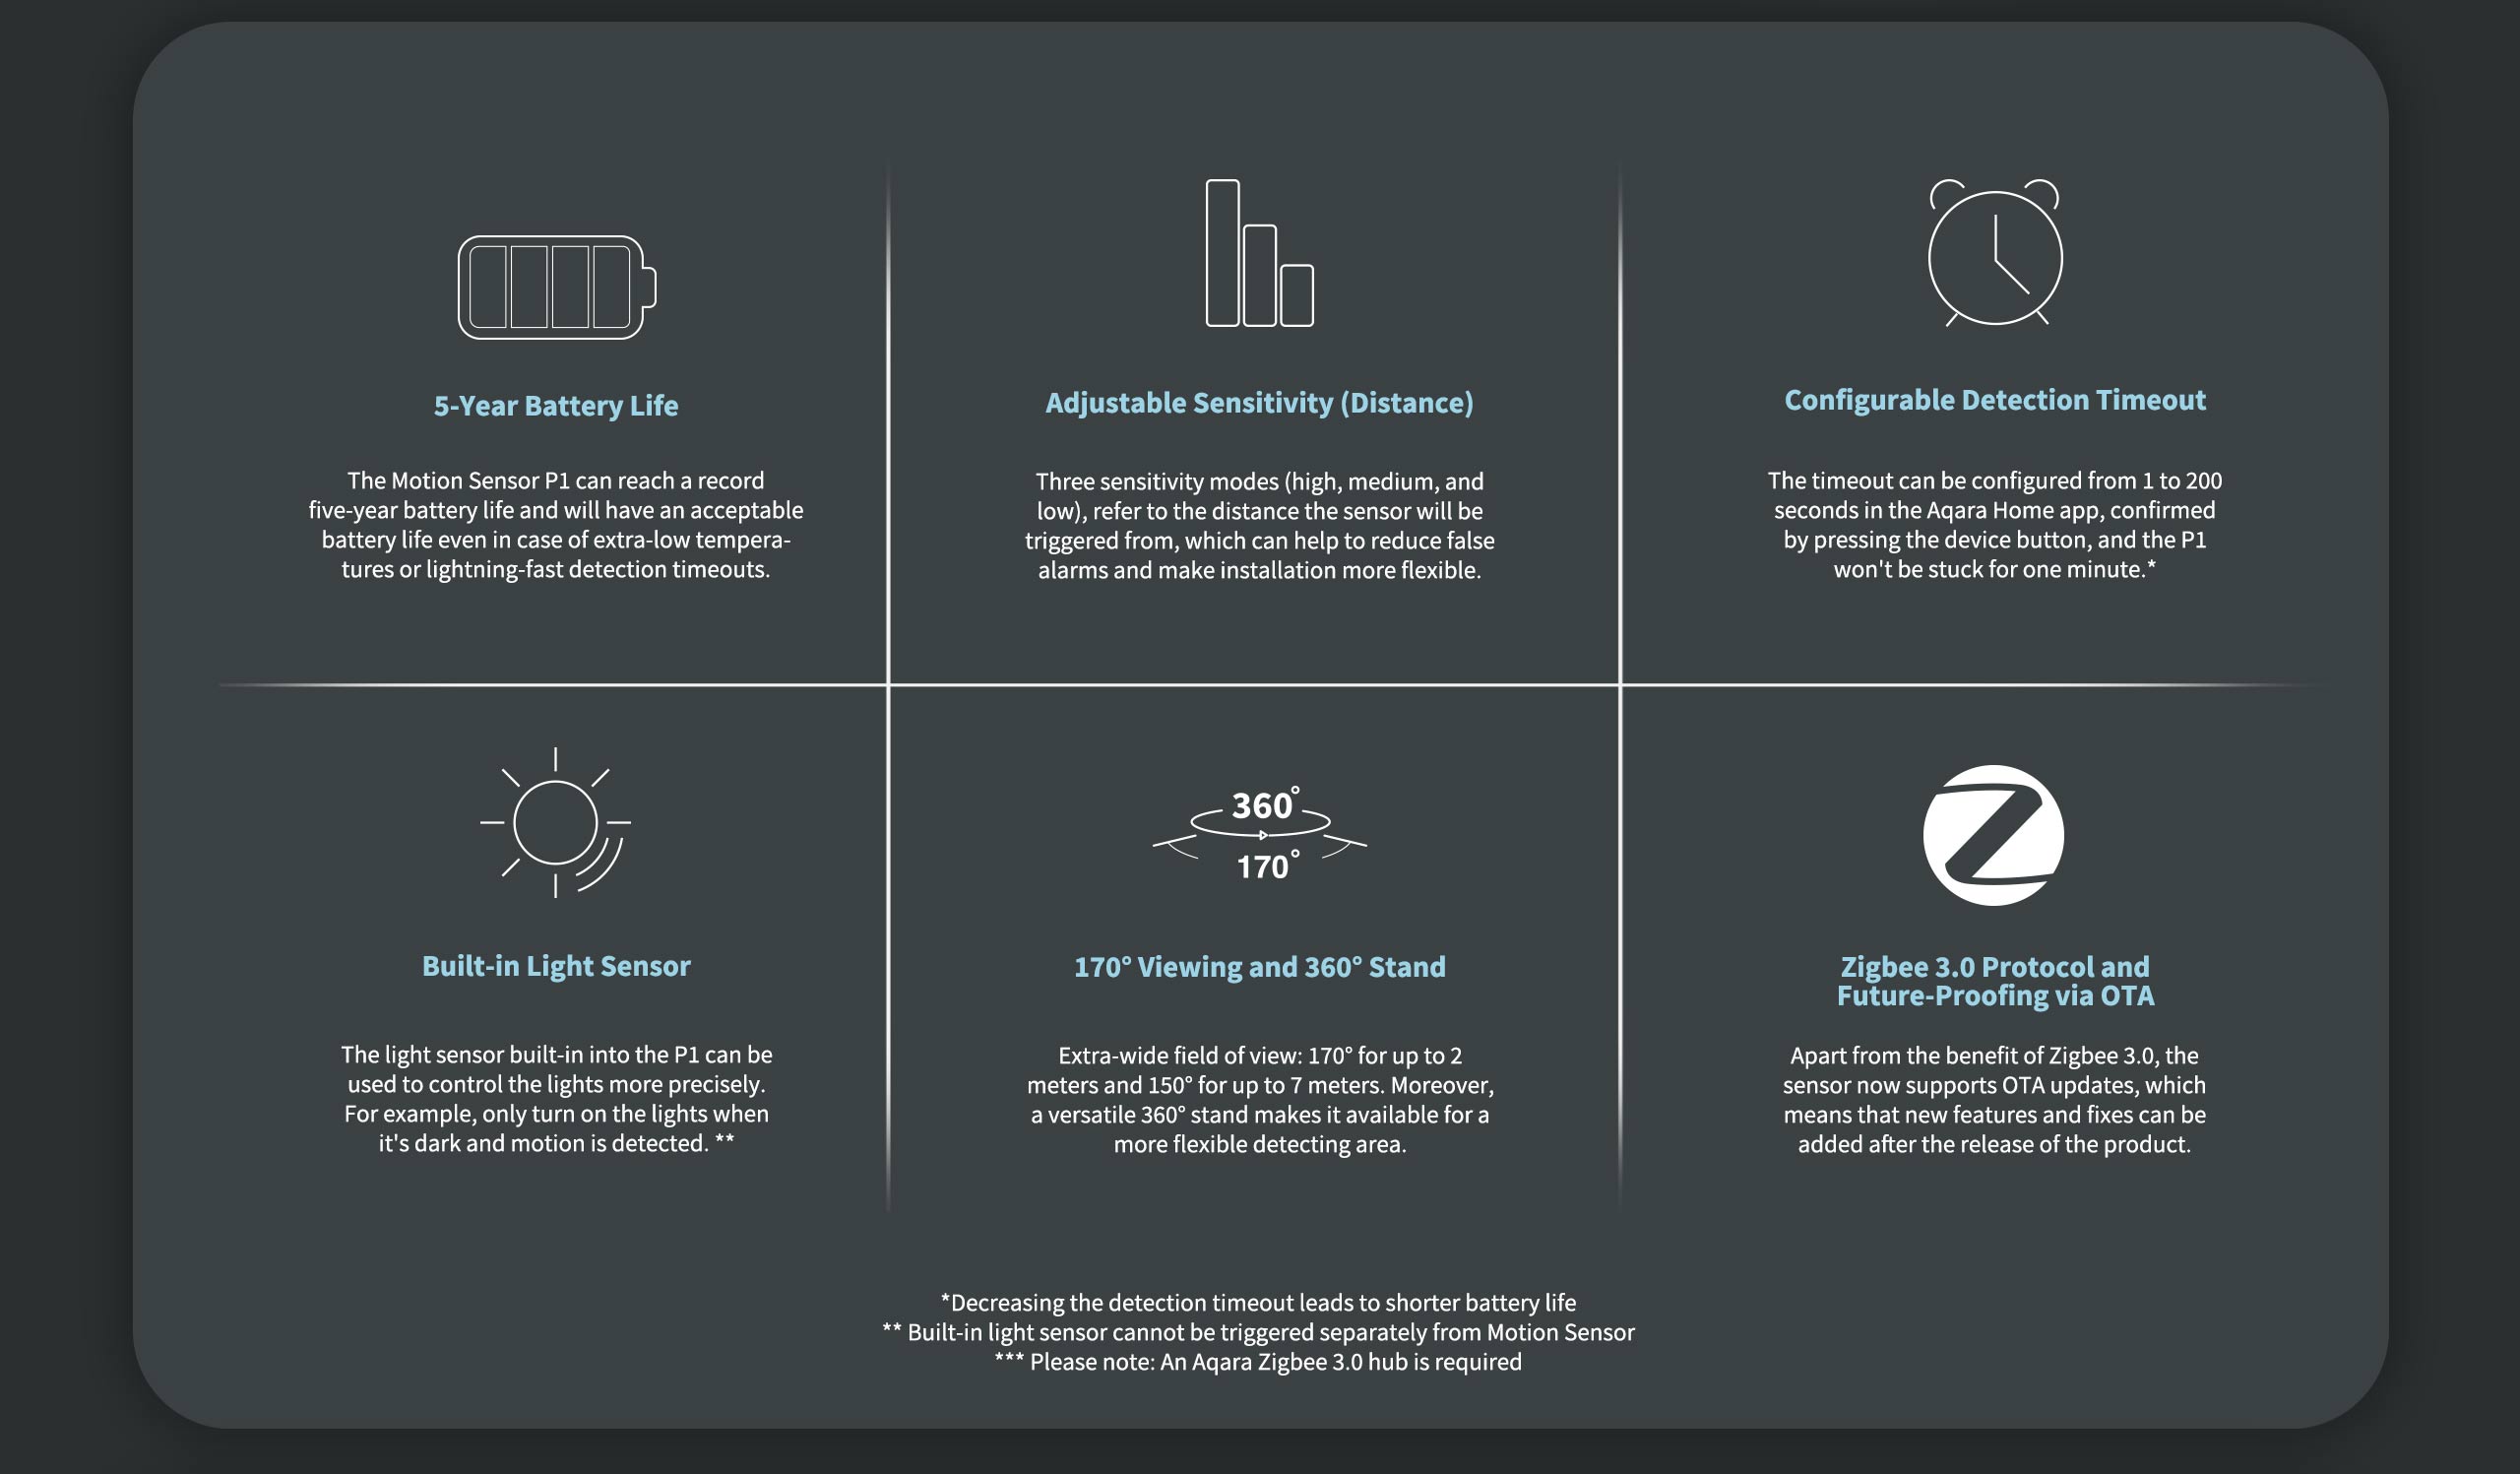 5-Year Battery Life
The Motion Sensor P1 can reach a record
five-year battery life and will have an acceptable
battery life even in case of extra-low tempera-
tures or lightning-fast detection timeouts.
Adjustable Sensitivity (Distance)
Three sensitivity modes (high, medium, and
low), refer to the distance the sensor will be
triggered from, which can help to reduce false
alarms and make installation more flexible.
Configurable Detection Timeout
The timeout can be configured from 1 to 200
seconds in the Aqara Home app, confirmed
by pressing the device button, and the P1
won't be stuck for one minute.*
Built-in Light Sensor
The light sensor built-in into the P1 can be
used to control the lights more precisely.
For example, only turn on the lights when
it's dark and motion is detected. **
360°
170°
170° Viewing and 360° Stand
Extra-wide field of view: 170° for up to 2
meters and 150° for up to 7 meters. Moreover,
a versatile 360° stand makes it available for a
more flexible detecting area.
Zigbee 3.0 Protocol and
Future-Proofing via OTA
Apart from the benefit of Zigbee 3.0, the
sensor now supports OTA updates, which
means that new features and fixes can be
added after the release of the product.
*Decreasing the detection timeout leads to shorter battery life
** Built-in light sensor cannot be triggered separately from Motion Sensor
*** Please note: An Aqara Zigbee 3.0 hub is required